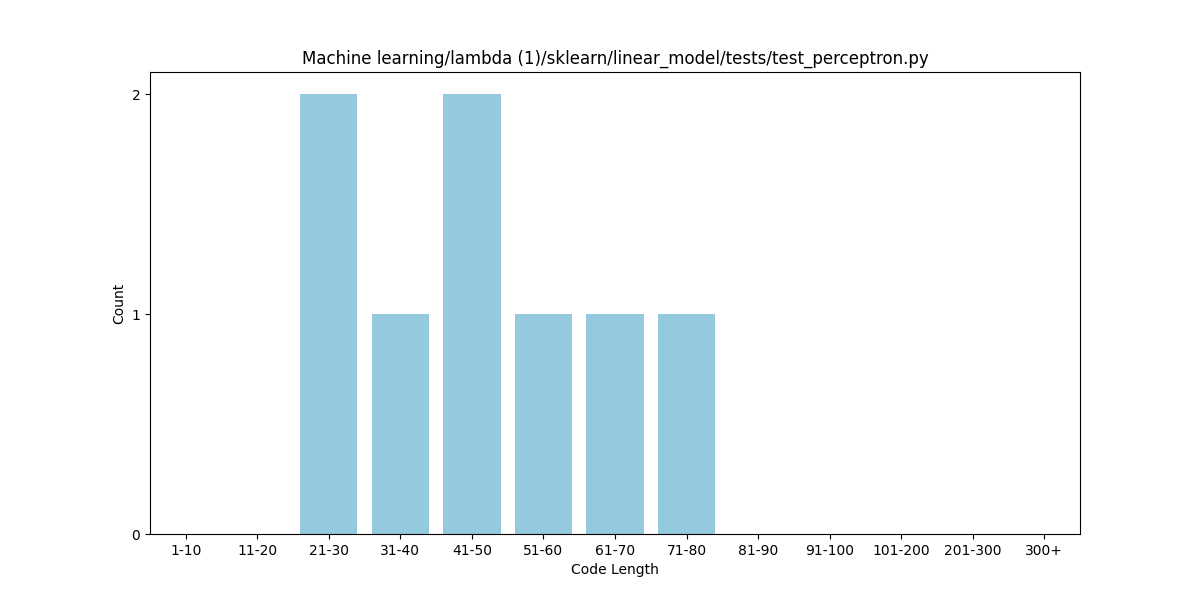 Machine learning/lambda (1)/sklearn/linear_model/tests/test_perceptron.py
2
1
0
Count
1-10 11-20 21-30 31-40 41-50 51-60 61-70 71-80 81-90 91-100 101-200 201-300 300+
Code Length